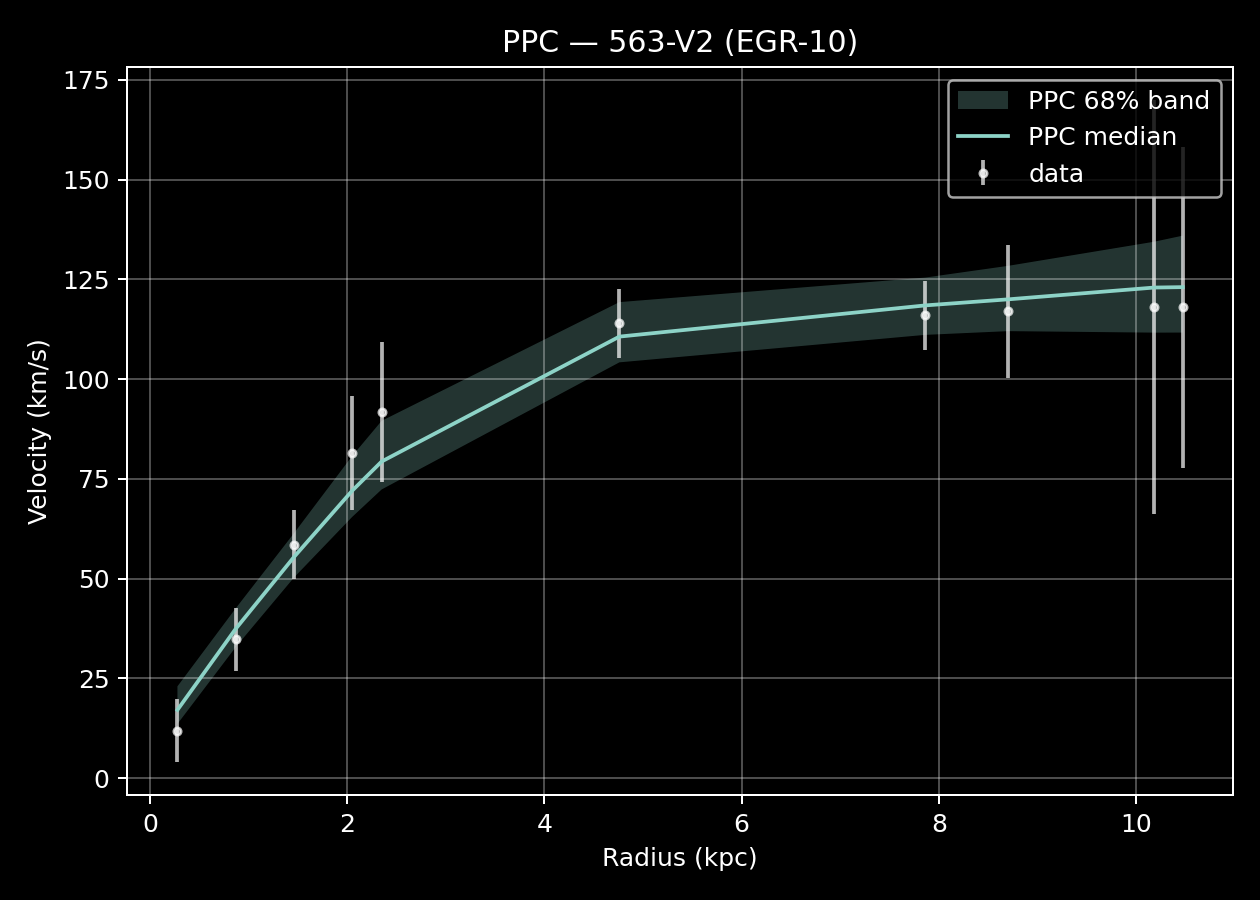 PPC — 563-V2 (EGR-10)
175
150
125
100
75
50
25
0
Velocity (km/s)
PPC 68% band
PPC median
data
0 2 4 6 8 10
Radius (kpc)